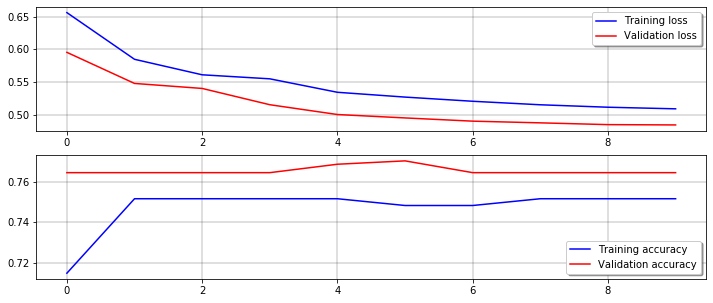 0.65
0.60
0.55
0.50
Training loss
Validation loss
0 2 4 6 8
0.76
0.74
0.72
Training accuracy
Validation accuracy
0 2 4 6 8